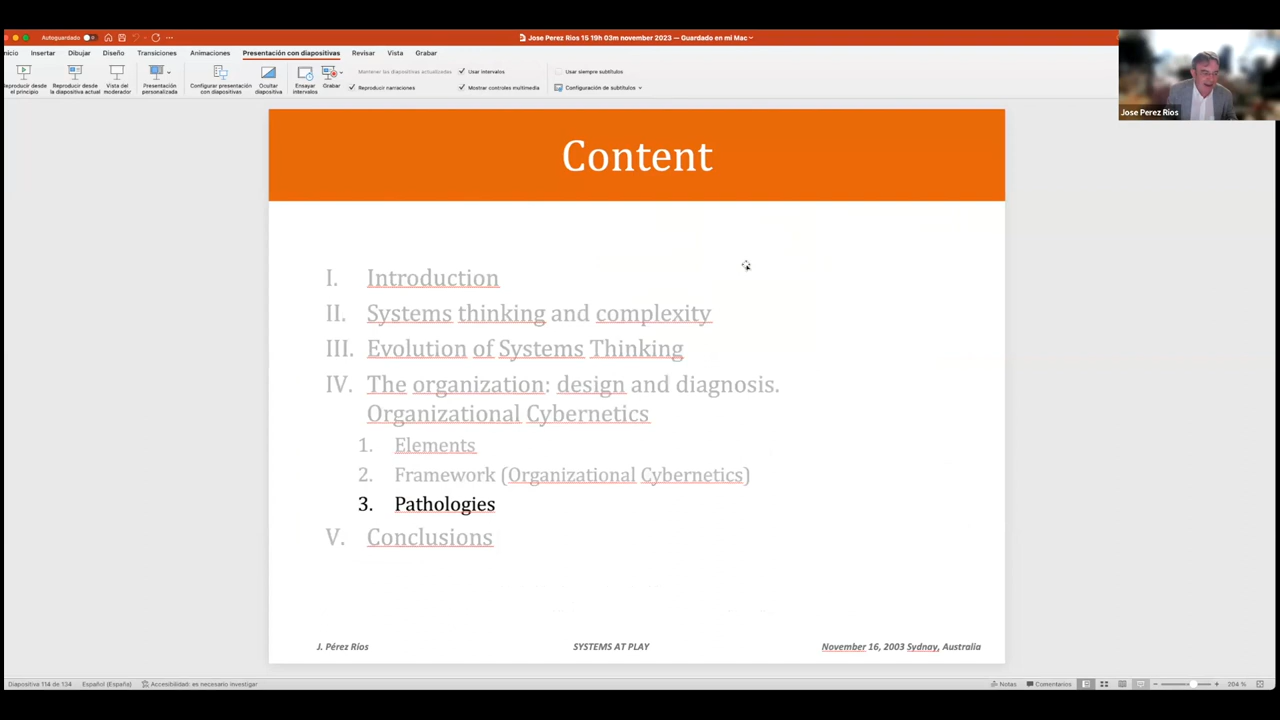 Autoguardado
Jose Perez Rios 15 19h 03m november 2023 — Guardado en mi Mac
Insertar Dibujar Diseño Transiciones Animaciones Presentación con diapositivas Revisar Vista Grabar
Reproducir desde el principio
Reproducir desde la diapositiva actual
Vista del moderador
Presentación personalizada
Configurar presentación con diapositivas
Ocultar diapositiva
Ensayar intervalos
Grabar
Mantener las diapositivas actualizadas
Usar intervalos
Reproducir narraciones
Mostrar controles multimedia
Usar siempre subtítulos
Configuración de subtítulos
Jose Perez Rios
Content
I. Introduction
II. Systems thinking and complexity
III. Evolution of Systems Thinking
IV. The organization: design and diagnosis.
Organizational Cybernetics
1. Elements
2. Framework (Organizational Cybernetics)
3. Pathologies
V. Conclusions
J. Pérez Ríos SYSTEMS AT PLAY November 16, 2003 Sydnay, Australia
Diapositiva 114 de 134 Español (España) Accesibilidad: es necesario investigar Notas Comentarios 204 %